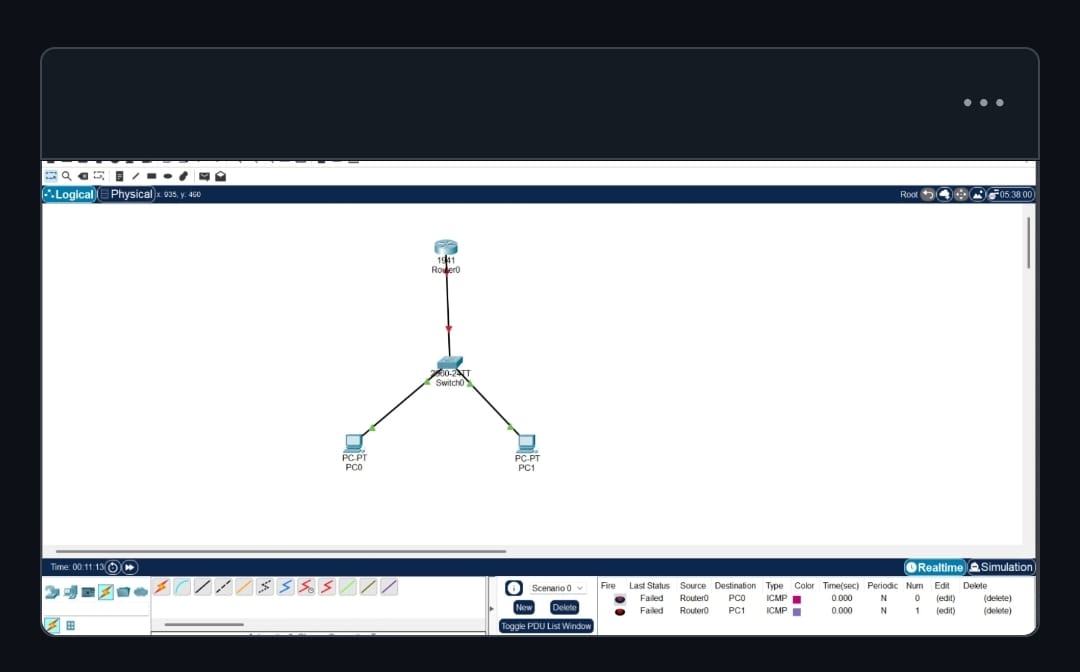 Logical Physical x: 935, y: 460 Root 05:38:00
1941
Router0
2960-24TT
Switch0
PC-PT
PC0
PC-PT
PC1
Time: 00:11:13 Realtime Simulation
Scenario 0
New Delete
Toggle PDU List Window
Fire Last Status Source Destination Type Color Time(sec) Periodic Num Edit Delete
Failed Router0 PC0 ICMP 0.000 N 0 (edit) (delete)
Failed Router0 PC1 ICMP 0.000 N 1 (edit) (delete)